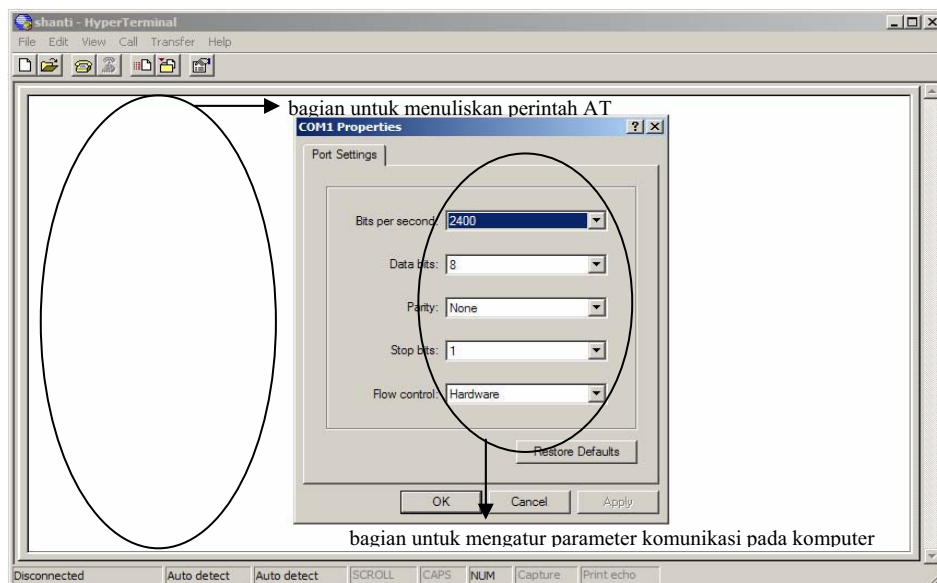 shanti - HyperTerminal
File Edit View Call Transfer Help
bagian untuk menuliskan perintah AT
COM1 Properties
Port Settings
Bits per second: 2400
Data bits: 8
Parity: None
Stop bits: 1
Flow control: Hardware
Restore Defaults
OK Cancel Apply
bagian untuk mengatur parameter komunikasi pada komputer
Disconnected Auto detect Auto detect SCROLL CAPS NUM Capture Print echo